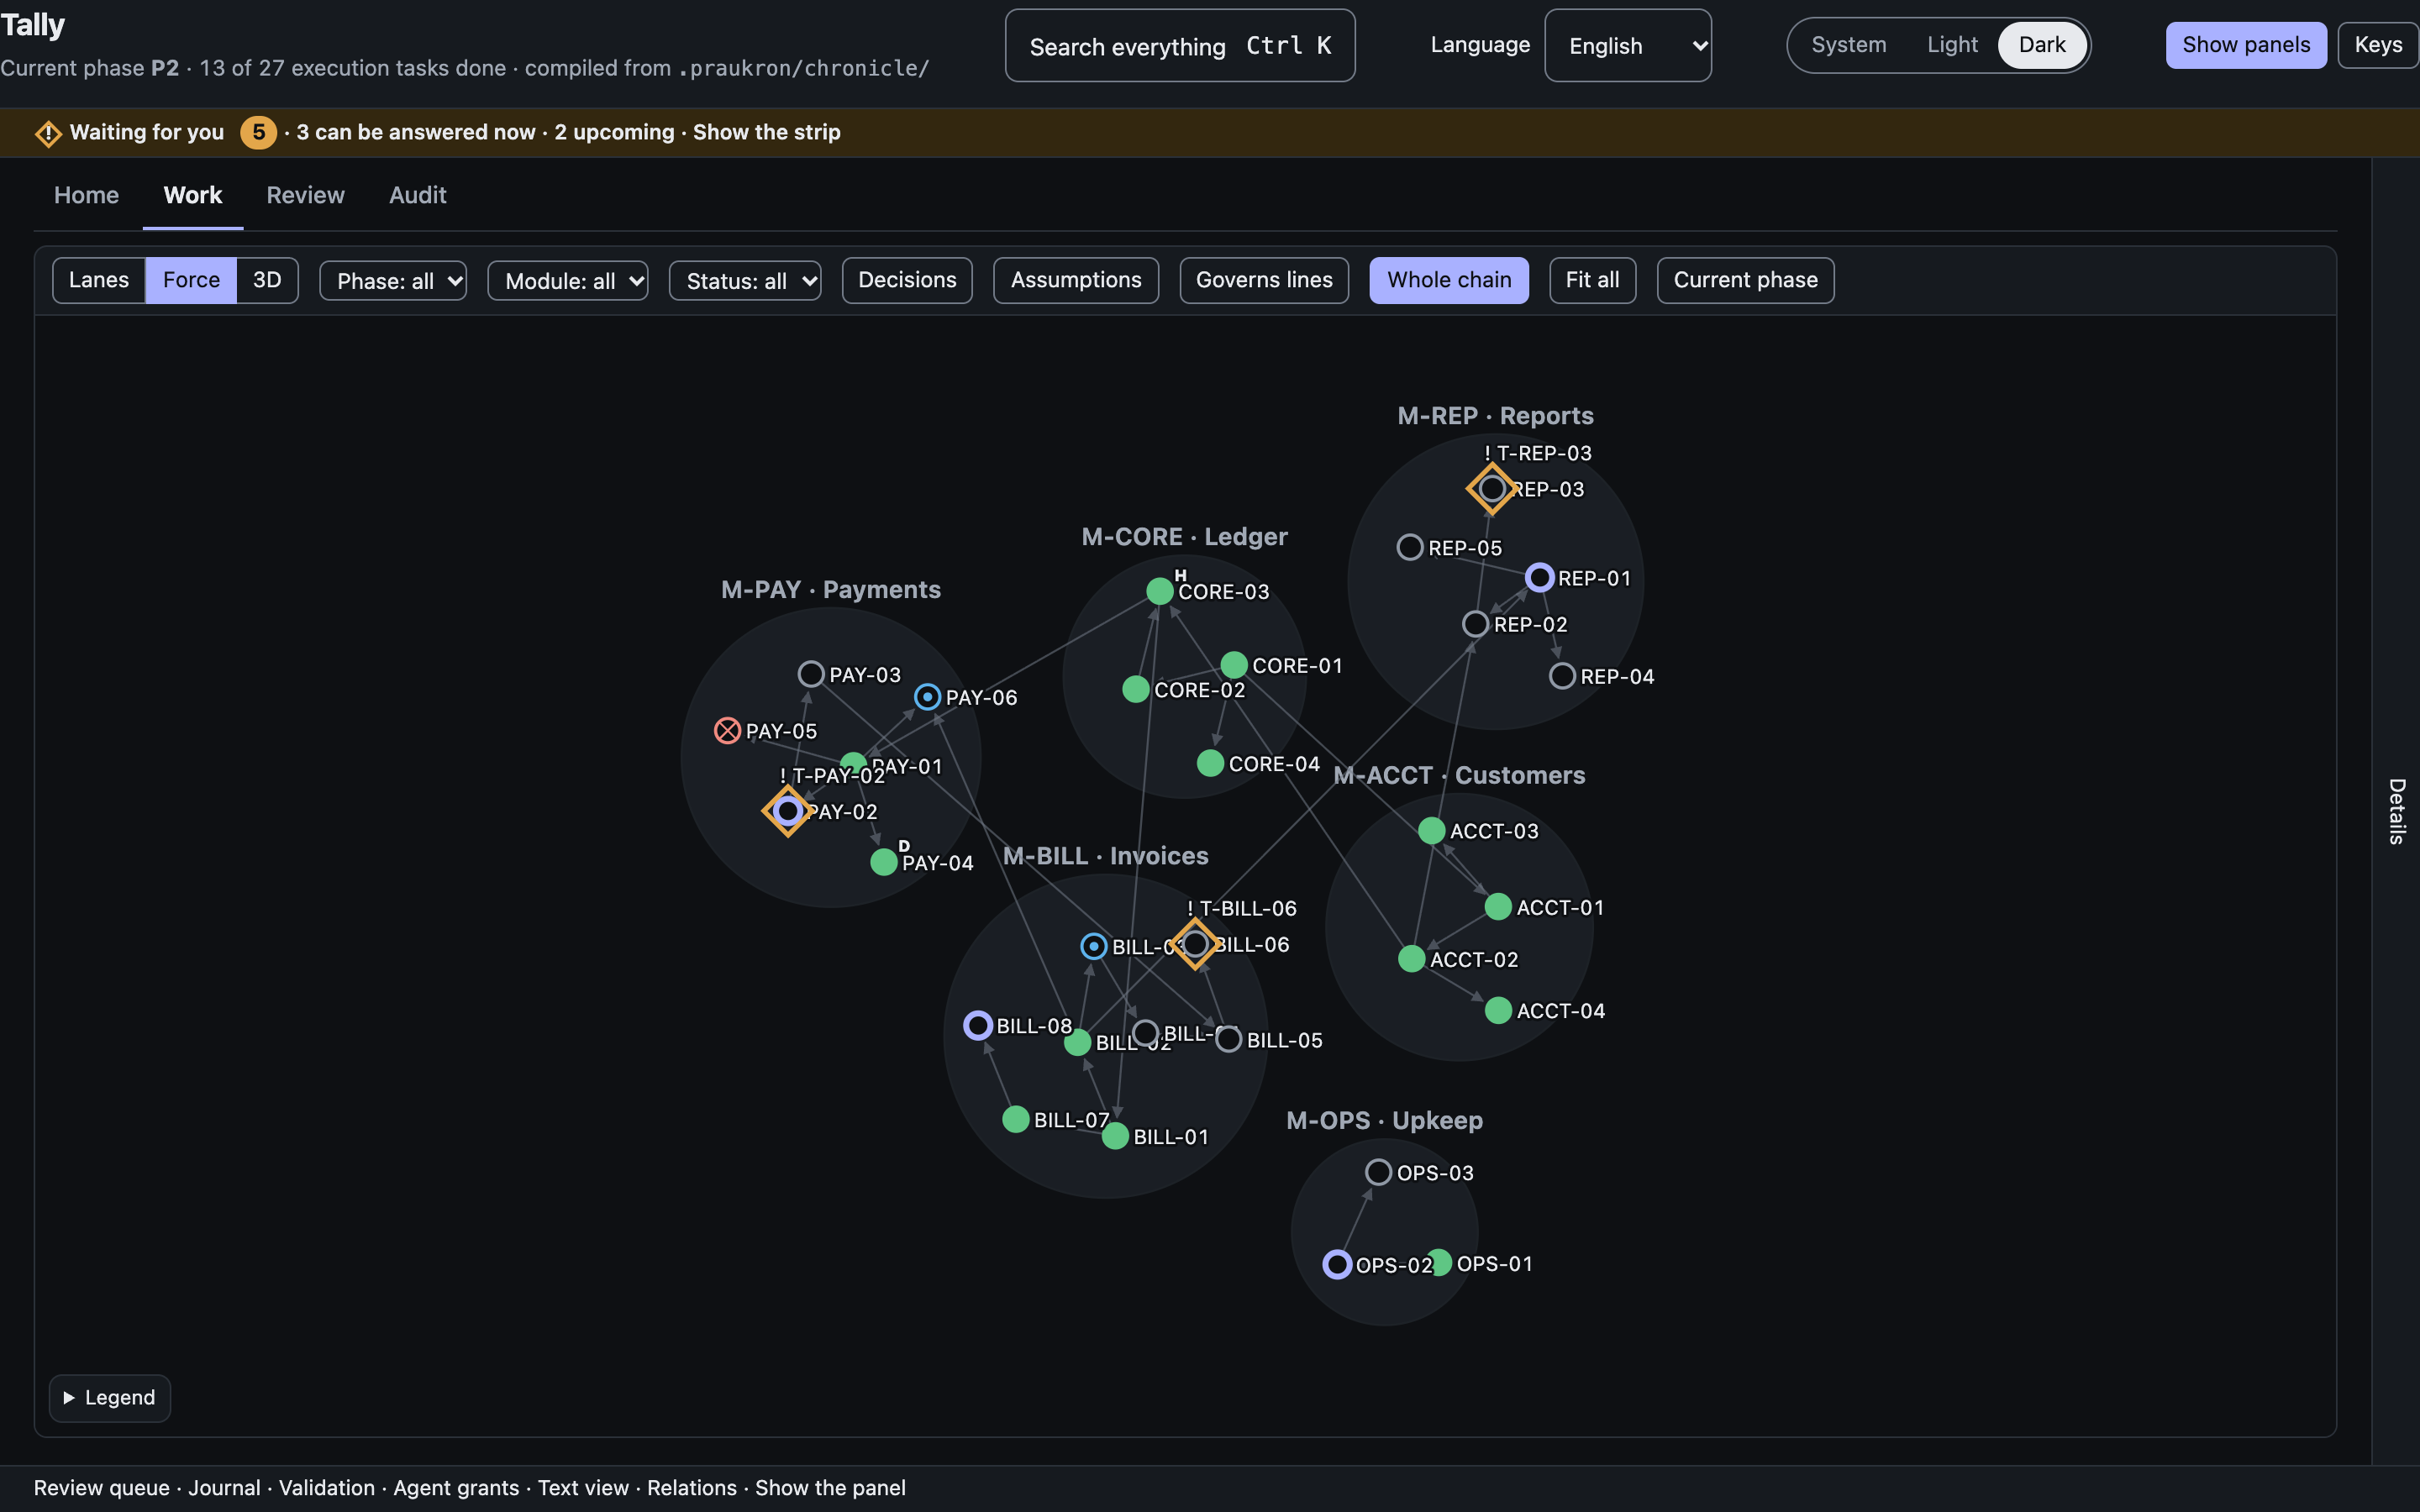 Tally
Current phase P2 · 13 of 27 execution tasks done · compiled from .praukron/chronicle/
Search everything Ctrl K
Language English
System Light Dark
Show panels
Keys
Waiting for you 5 · 3 can be answered now · 2 upcoming · Show the strip
Home Work Review Audit
Lanes Force 3D
Phase: all
Module: all
Status: all
Decisions
Assumptions
Governs lines
Whole chain
Fit all
Current phase
M-REP · Reports
! T-REP-03
REP-03
REP-05
REP-01
REP-02
REP-04
M-CORE · Ledger
H
CORE-03
CORE-01
CORE-02
CORE-04
M-PAY · Payments
PAY-03
PAY-06
PAY-05
PAY-01
! T-PAY-02
PAY-02
D
PAY-04
M-ACCT · Customers
ACCT-03
ACCT-01
ACCT-02
ACCT-04
M-BILL · Invoices
! T-BILL-06
BILL-06
BILL-08
BILL-02
BILL-05
BILL-07
BILL-01
M-OPS · Upkeep
OPS-03
OPS-02
OPS-01
Details
Legend
Review queue · Journal · Validation · Agent grants · Text view · Relations · Show the panel